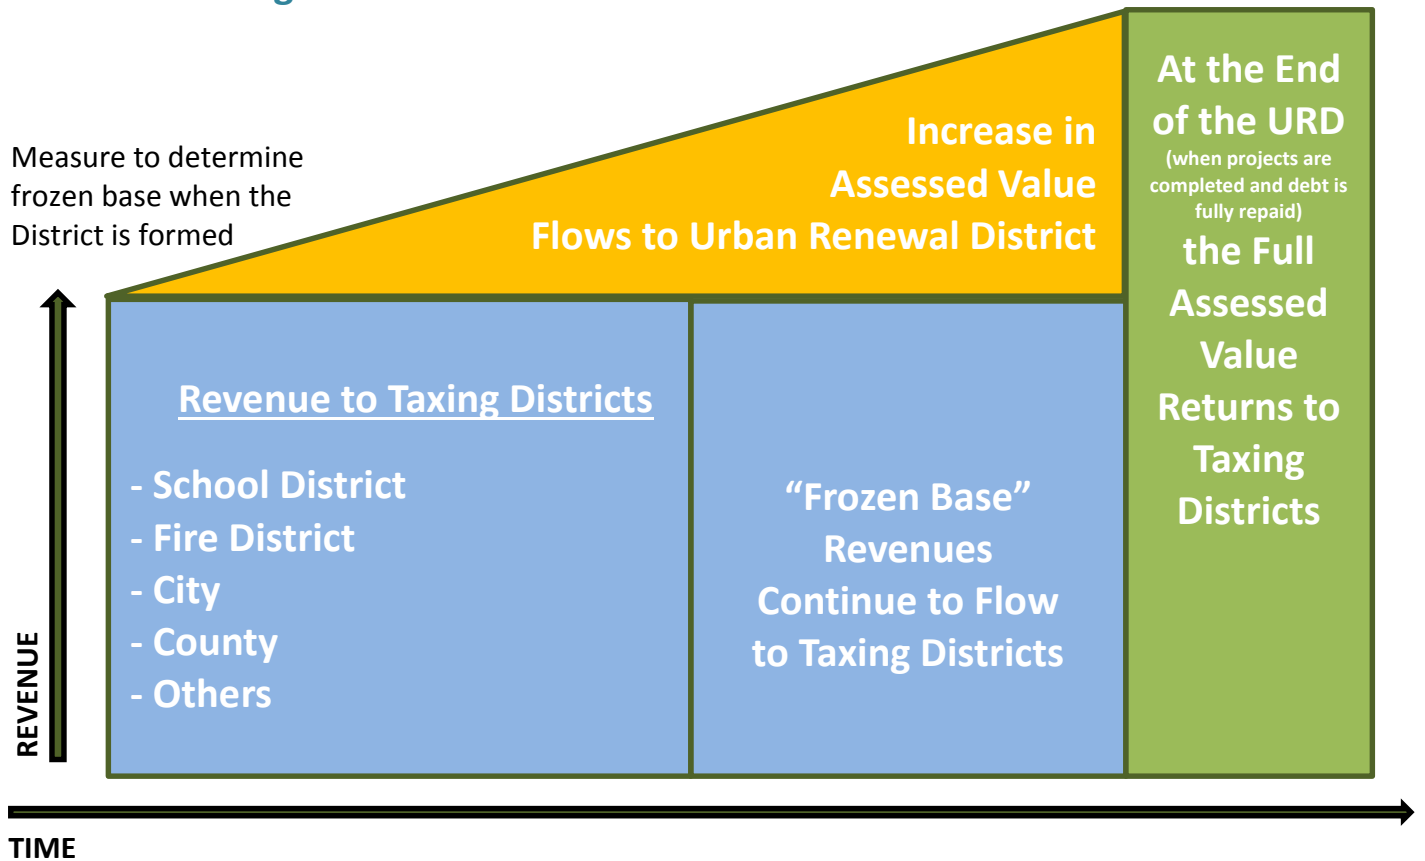 Measure to determine
frozen base when the
District is formed
Increase in
Assessed Value
Flows to Urban Renewal District
At the End
of the URD
(when projects are
completed and debt is
fully repaid)
the Full
Assessed
Value
Returns to
Taxing
Districts
Revenue to Taxing Districts
- School District
- Fire District
- City
- County
- Others
“Frozen Base”
Revenues
Continue to Flow
to Taxing Districts
REVENUE
TIME